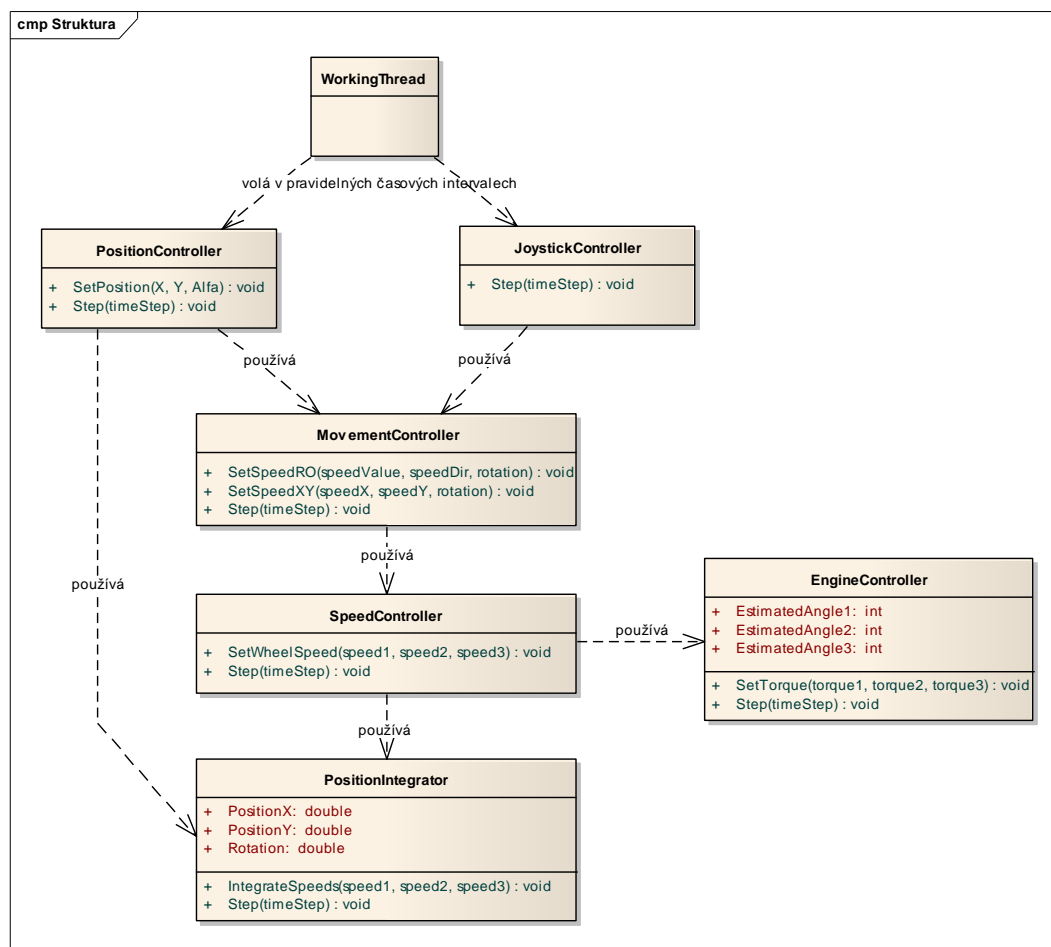 cmp Struktura
WorkingThread
volá v pravidelných časových intervalech
PositionController
+ SetPosition(X, Y, Alfa) : void
+ Step(timeStep) : void
JoystickController
+ Step(timeStep) : void
používá
používá
MovementController
+ SetSpeedRO(speedValue, speedDir, rotation) : void
+ SetSpeedXY(speedX, speedY, rotation) : void
+ Step(timeStep) : void
používá
používá
SpeedController
+ SetWheelSpeed(speed1, speed2, speed3) : void
+ Step(timeStep) : void
používá
EngineController
+ EstimatedAngle1: int
+ EstimatedAngle2: int
+ EstimatedAngle3: int
+ SetTorque(torque1, torque2, torque3) : void
+ Step(timeStep) : void
používá
PositionIntegrator
+ PositionX: double
+ PositionY: double
+ Rotation: double
+ IntegrateSpeeds(speed1, speed2, speed3) : void
+ Step(timeStep) : void